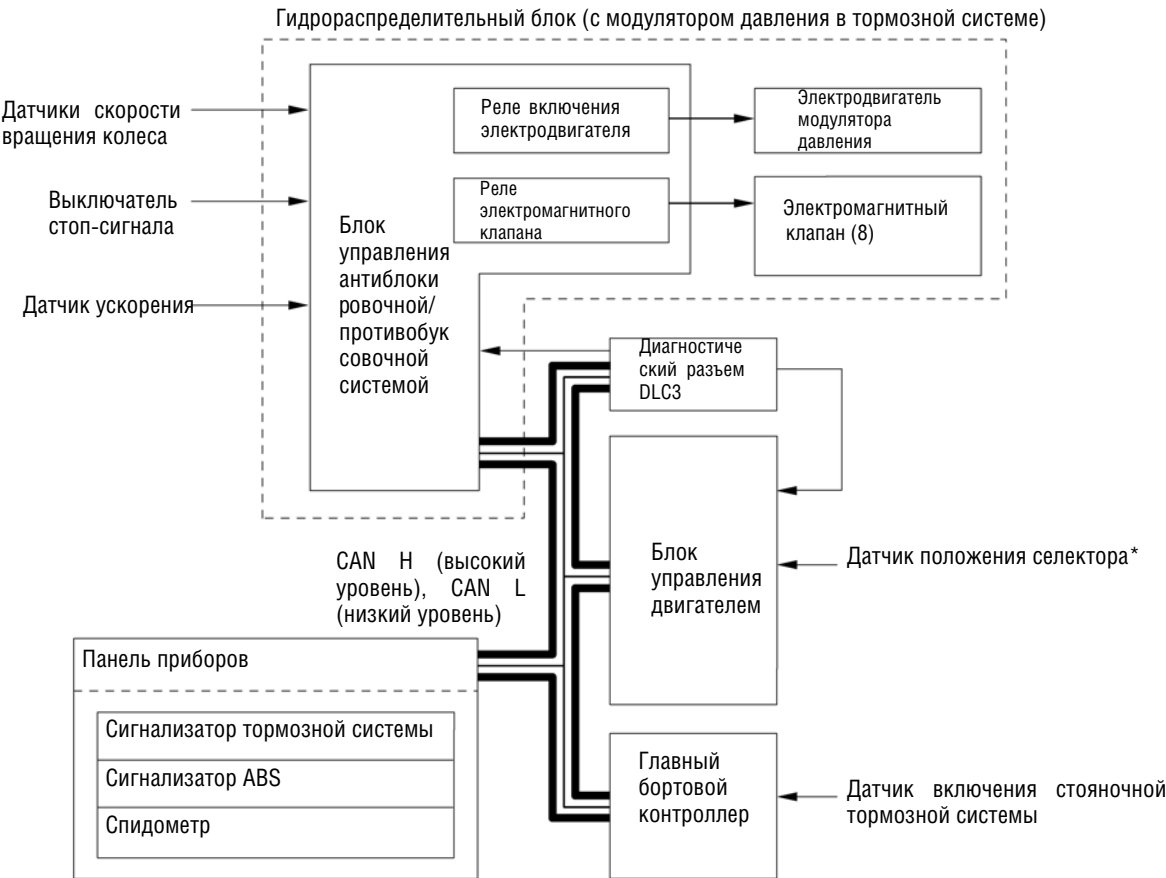 Гидрораспределительный блок (с модулятором давления в тормозной системе)
Датчики скорости
вращения колеса
Выключатель
стоп-сигнала
Датчик ускорения
Блок
управления
антиблоки
ровочной/
противобук
совочной
системой
Реле включения
электродвигателя
Реле
электромагнитного
клапана
Электродвигатель
модулятора
давления
Электромагнитный
клапан (8)
Диагностиче
ский разъем
DLC3
Блок
управления
двигателем
Датчик положения селектора*
CAN H (высокий
уровень), CAN L
(низкий уровень)
Панель приборов
Сигнализатор тормозной системы
Сигнализатор ABS
Спидометр
Главный
бортовой
контроллер
Датчик включения стояночной
тормозной системы